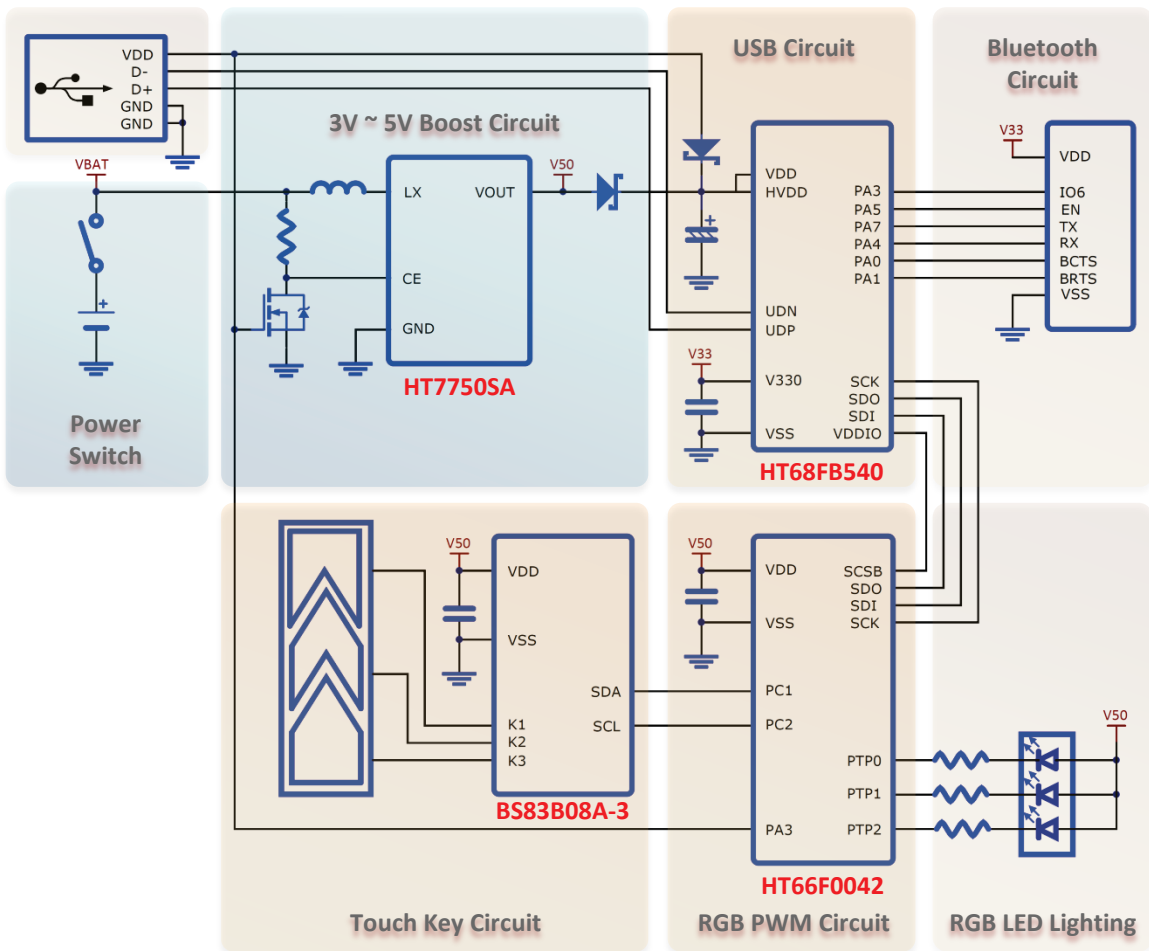 VDD
D-
D+
GND
GND
VBAT
Power
Switch
3V ~ 5V Boost Circuit
LX
VOUT
CE
GND
V50
HT7750SA
USB Circuit
VDD
HVDD
UDN
UDP
V33
V330
VSS
PA3
PA5
PA7
PA4
PA0
PA1
SCK
SDO
SDI
VDDIO
HT68FB540
Bluetooth
Circuit
V33
VDD
IO6
EN
TX
RX
BCTS
BRTS
VSS
V50
VDD
VSS
SDA
SCL
K1
K2
K3
BS83B08A-3
Touch Key Circuit
V50
VDD
VSS
PC1
PC2
PA3
SCSB
SDO
SDI
SCK
PTP0
PTP1
PTP2
HT66F0042
RGB PWM Circuit
V50
RGB LED Lighting